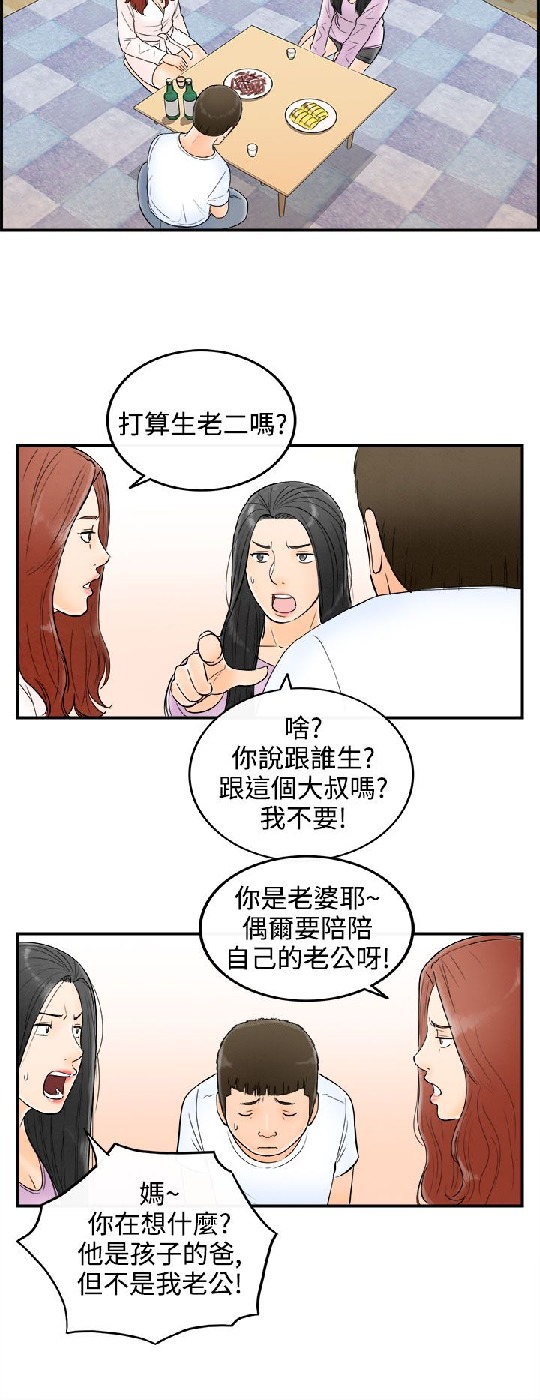 打算生老二嗎?
啥?
你說跟誰生?
跟這個大叔嗎?
我不要!
你是老婆耶~
偶爾要陪陪
自己的老公呀!
媽~
你在想什麼?
他是孩子的爸,
但不是我老公!